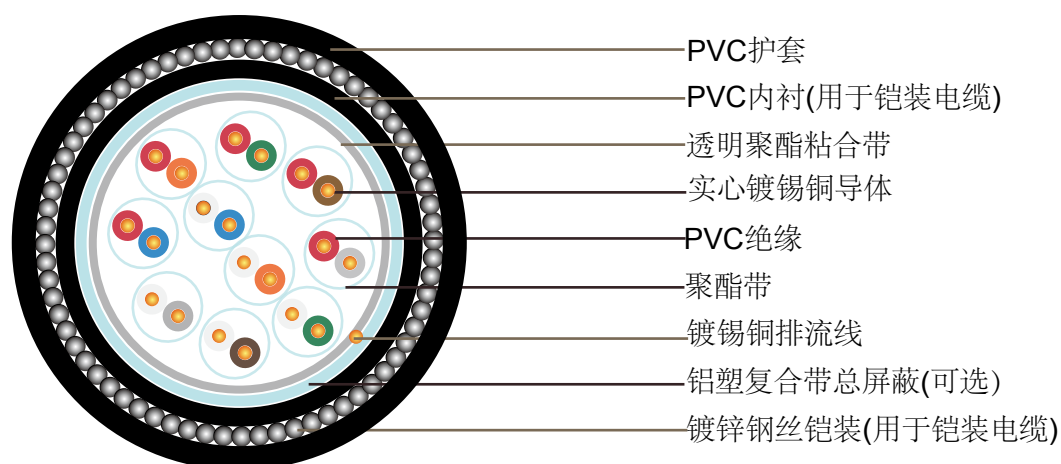 PVC护套
PVC内衬(用于铠装电缆)
透明聚酯粘合带
实心镀锡铜导体
PVC绝缘
聚酯带
镀锡铜排流线
铝塑复合带总屏蔽(可选）
镀锌钢丝铠装(用于铠装电缆)